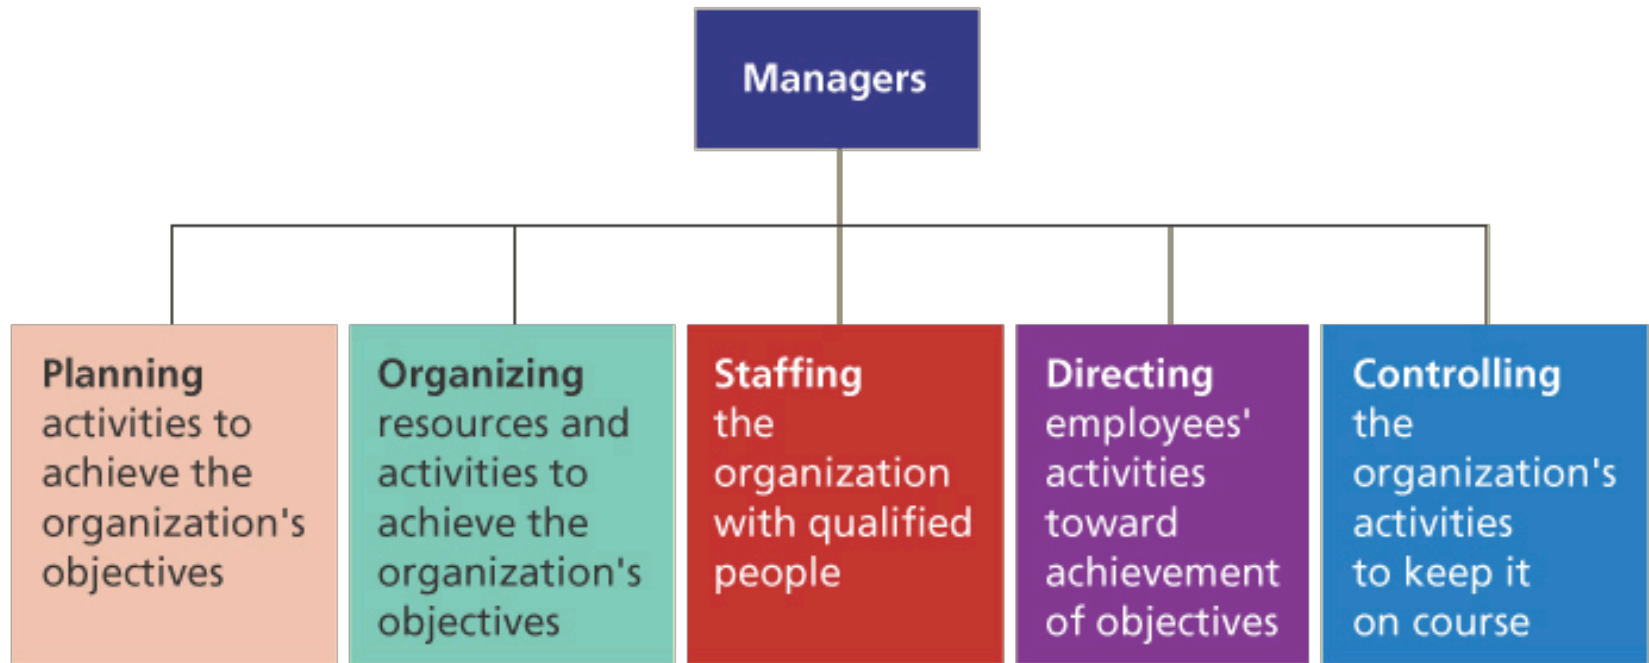 Managers
Planning
activities to
achieve the
organization's
objectives
Organizing
resources and
activities to
achieve the
organization's
objectives
Staffing
the
organization
with qualified
people
Directing
employees'
activities
toward
achievement
of objectives
Controlling
the
organization's
activities
to keep it
on course